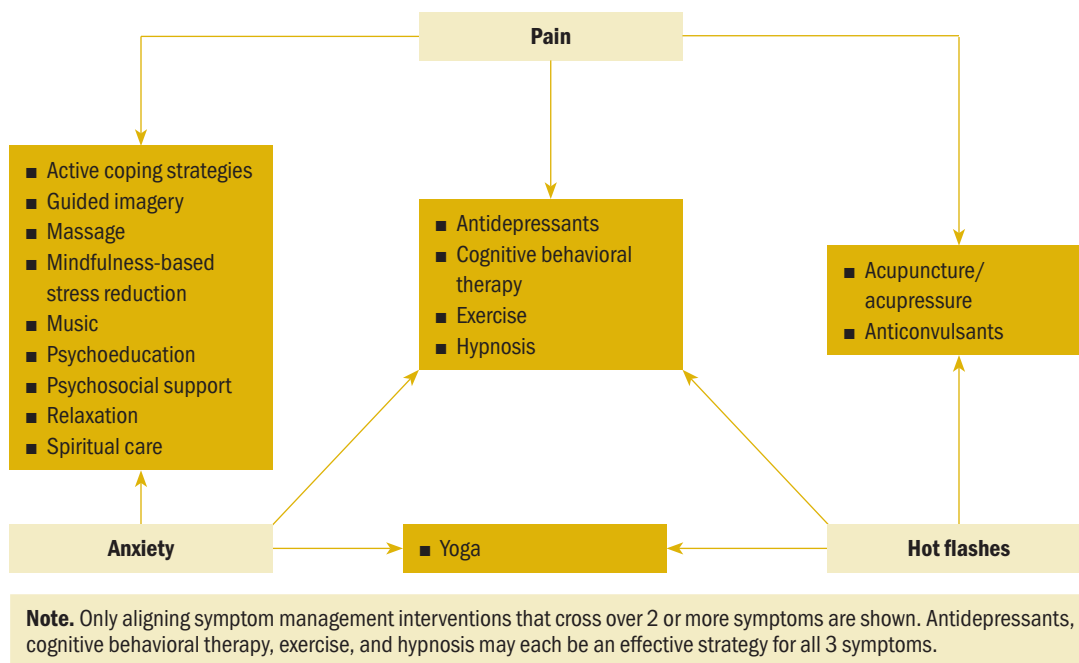 Pain
■ Active coping strategies
■ Guided imagery
■ Massage
■ Mindfulness-based
stress reduction
■ Music
■ Psychoeducation
■ Psychosocial support
■ Relaxation
■ Spiritual care
■ Antidepressants
■ Cognitive behavioral
therapy
■ Exercise
■ Hypnosis
■ Acupuncture/
acupressure
■ Anticonvulsants
Anxiety
■ Yoga
Hot flashes
Note. Only aligning symptom management interventions that cross over 2 or more symptoms are shown. Antidepressants,
cognitive behavioral therapy, exercise, and hypnosis may each be an effective strategy for all 3 symptoms.